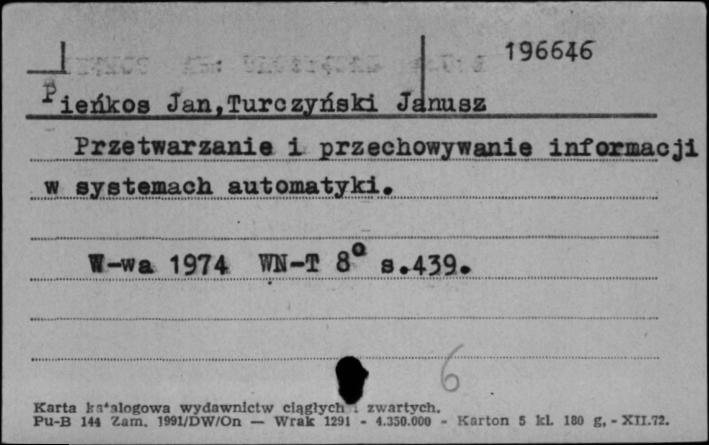 196646
Pieńkos Jan,Turczyński Janusz
Przetwarzanie i przechowywanie informacji
w systemach automatyki.
W-wa 1974 WN-T 8° s.439.
6
Karta katalogowa wydawnictw ciągłych i zwartych.
Pu-B 144 Zam. 1991/DW/On — Wrak 1291 - 4.350.000 - Karton 5 kl. 180 g, - XII.72.